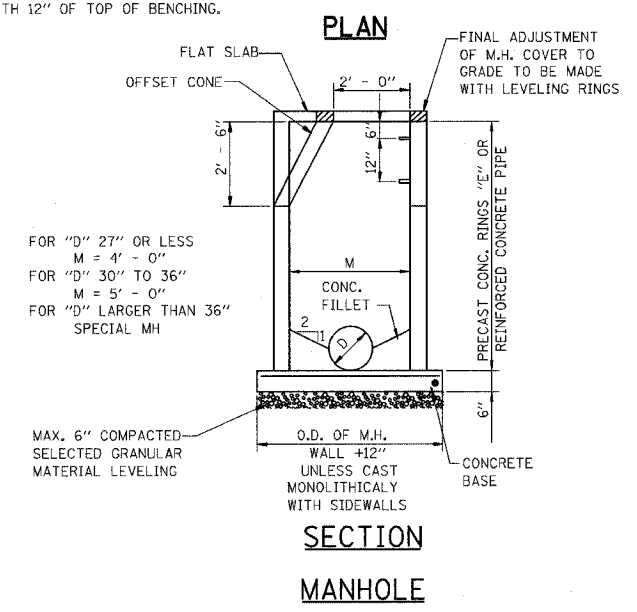 TH 12" OF TOP OF BENCHING.
PLAN
FLAT SLAB
OFFSET CONE
2' - 0"
FINAL ADJUSTMENT
OF M.H. COVER TO
GRADE TO BE MADE
WITH LEVELING RINGS
2' - 6"
6"
12"
PRECAST CONC. RINGS "E" OR
REINFORCED CONCRETE PIPE
FOR "D" 27" OR LESS
M = 4' - 0"
FOR "D" 30" TO 36"
M = 5' - 0"
FOR "D" LARGER THAN 36"
SPECIAL MH
M
CONC.
FILLET
2
1
D
6"
MAX. 6" COMPACTED
SELECTED GRANULAR
MATERIAL LEVELING
O.D. OF M.H.
WALL +12"
UNLESS CAST
MONOLITHICALY
WITH SIDEWALLS
CONCRETE
BASE
SECTION
MANHOLE